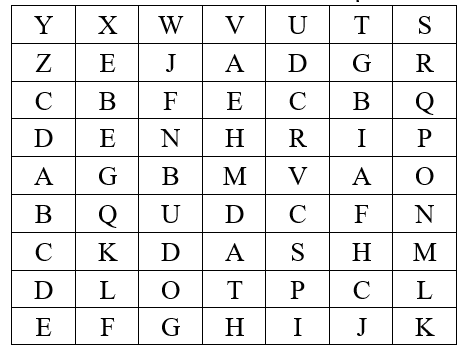 Y X W V U T S
Z E J A D G R
C B F E C B Q
D E N H R I P
A G B M V A O
B Q U D C F N
C K D A S H M
D L O T P C L
E F G H I J K